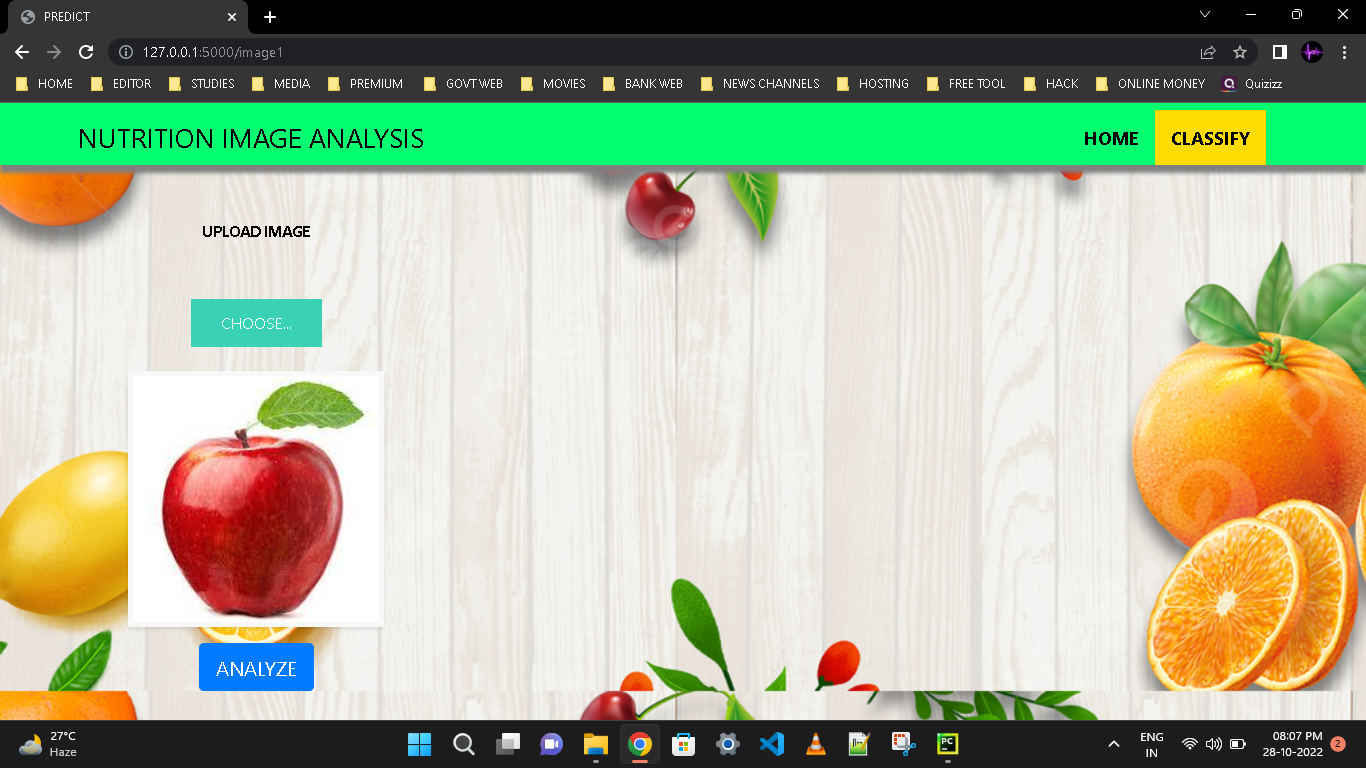 PREDICT
127.0.0.1:5000/image1
HOME EDITOR STUDIES MEDIA PREMIUM GOVT WEB MOVIES BANK WEB NEWS CHANNELS HOSTING FREE TOOL HACK ONLINE MONEY Quizizz
NUTRITION IMAGE ANALYSIS HOME CLASSIFY
UPLOAD IMAGE
CHOOSE...
ANALYZE
27°C
Haze
ENG
IN
08:07 PM
28-10-2022
2